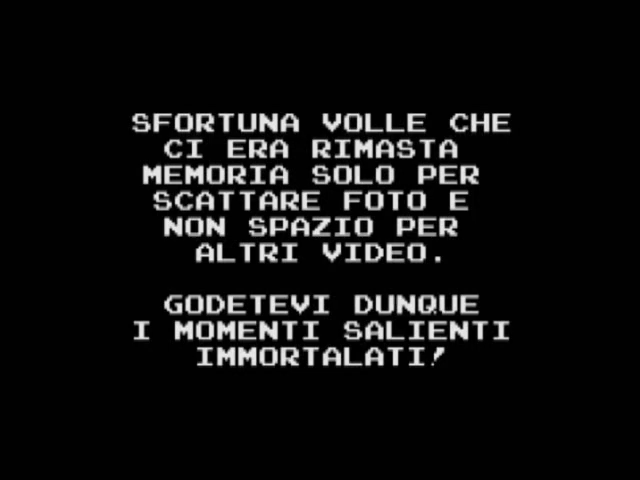 SFORTUNA VOLLE CHE
CI ERA RIMASTA
MEMORIA SOLO PER
SCATTARE FOTO E
NON SPAZIO PER
ALTRI VIDEO.
GODETEVI DUNQUE
I MOMENTI SALIENTI
IMMORTALATI!